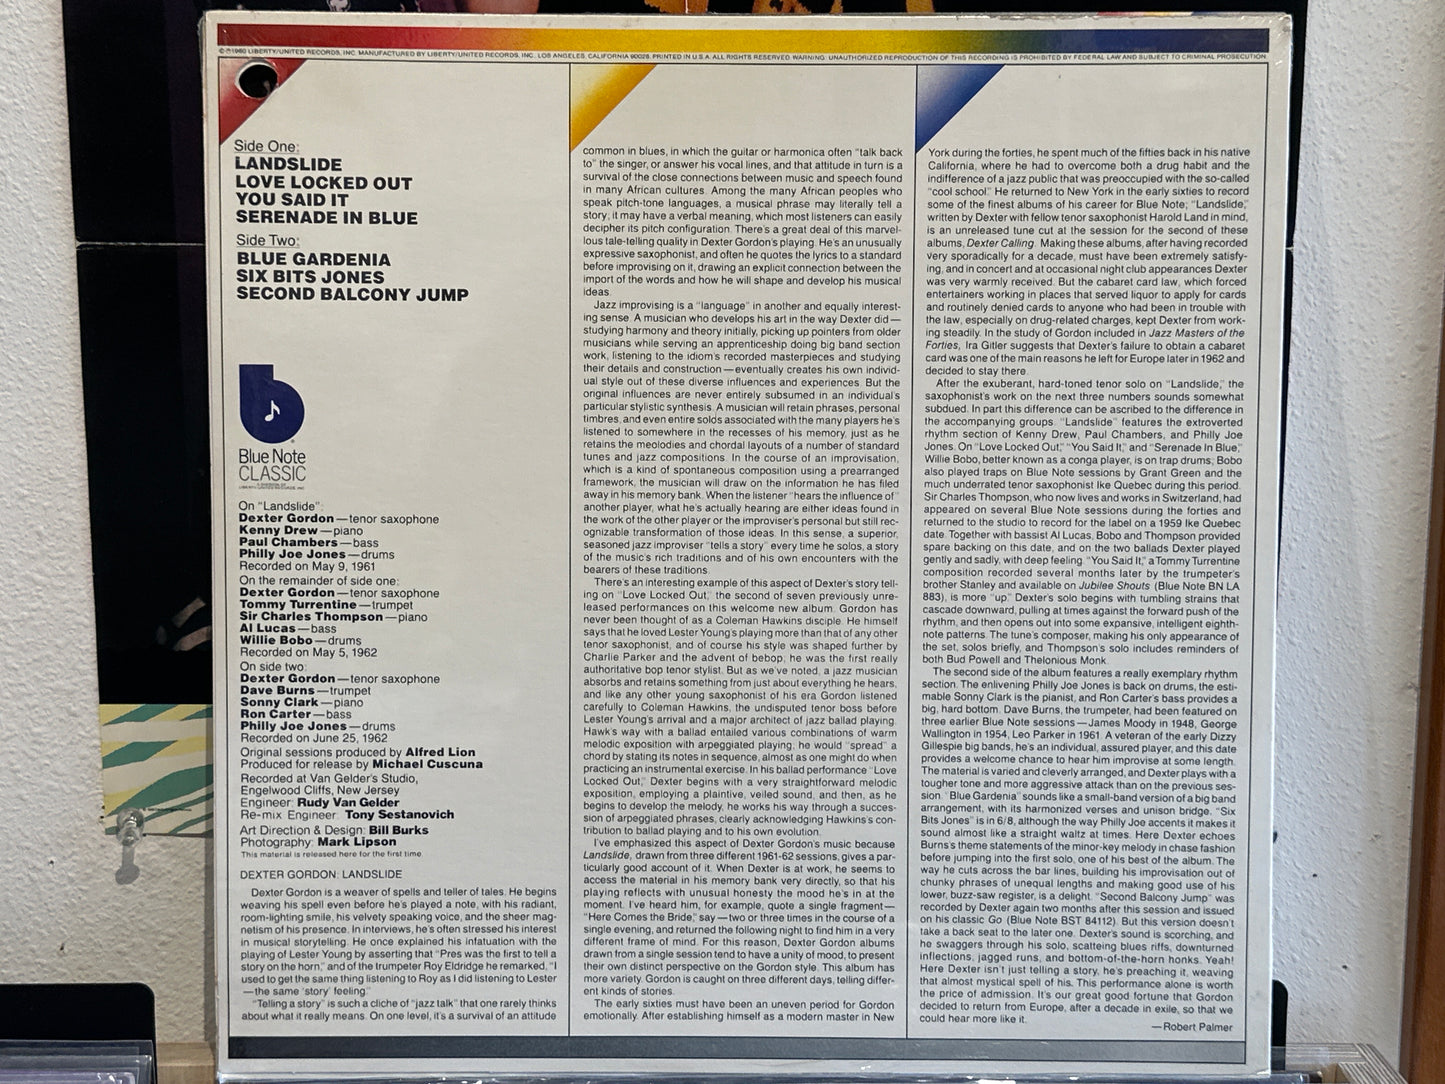 ©℗1980 LIBERTY/UNITED RECORDS, INC. MANUFACTURED BY LIBERTY/UNITED RECORDS, INC., LOS ANGELES, CALIFORNIA 90028. PRINTED IN U.S.A. ALL RIGHTS RESERVED. WARNING: UNAUTHORIZED REPRODUCTION OF THIS RECORDING IS PROHIBITED BY FEDERAL LAW AND SUBJECT TO CRIMINAL PROSECUTION
Side One:
LANDSLIDE
LOVE LOCKED OUT
YOU SAID IT
SERENADE IN BLUE
Side Two:
BLUE GARDENIA
SIX BITS JONES
SECOND BALCONY JUMP
Blue Note
CLASSIC
On "Landslide":
Dexter Gordon—tenor saxophone
Kenny Drew—piano
Paul Chambers—bass
Philly Joe Jones—drums
Recorded on May 9, 1961
On the remainder of side one:
Dexter Gordon—tenor saxophone
Tommy Turrentine—trumpet
Sir Charles Thompson—piano
Al Lucas—bass
Willie Bobo—drums
Recorded on May 5, 1962
On side two:
Dexter Gordon—tenor saxophone
Dave Burns—trumpet
Sonny Clark—piano
Ron Carter—bass
Philly Joe Jones—drums
Recorded on June 25, 1962
Original sessions produced by Alfred Lion
Produced for release by Michael Cuscuna
Recorded at Van Gelder's Studio,
Engelwood Cliffs, New Jersey
Engineer: Rudy Van Gelder
Re-mix Engineer: Tony Sestanovich
Art Direction & Design: Bill Burks
Photography: Mark Lipson
This material is released here for the first time.
DEXTER GORDON: LANDSLIDE
Dexter Gordon is a weaver of spells and teller of tales. He begins
weaving his spell even before he's played a note, with his radiant,
room-lighting smile, his velvety speaking voice, and the sheer mag-
netism of his presence. In interviews, he's often stressed his interest
in musical storytelling. He once explained his infatuation with the
playing of Lester Young by asserting that "Pres was the first to tell a
story on the horn," and of the trumpeter Roy Eldridge he remarked, "I
used to get the same thing listening to Roy as I did listening to Lester
—the same 'story' feeling."
"Telling a story" is such a cliche of "jazz talk" that one rarely thinks
about what it really means. On one level, it's a survival of an attitude
common in blues, in which the guitar or harmonica often "talk back
to" the singer, or answer his vocal lines, and that attitude in turn is a
survival of the close connections between music and speech found
in many African cultures. Among the many African peoples who
speak pitch-tone languages, a musical phrase may literally tell a
story; it may have a verbal meaning, which most listeners can easily
decipher its pitch configuration. There's a great deal of this marvel-
lous tale-telling quality in Dexter Gordon's playing. He's an unusually
expressive saxophonist, and often he quotes the lyrics to a standard
before improvising on it, drawing an explicit connection between the
import of the words and how he will shape and develop his musical
ideas.
Jazz improvising is a "language" in another and equally interest-
ing sense. A musician who develops his art in the way Dexter did—
studying harmony and theory initially, picking up pointers from older
musicians while serving an apprenticeship doing big band section
work, listening to the idiom's recorded masterpieces and studying
their details and construction—eventually creates his own individ-
ual style out of these diverse influences and experiences. But the
original influences are never entirely subsumed in an individual's
particular stylistic synthesis. A musician will retain phrases, personal
timbres, and even entire solos associated with the many players he's
listened to somewhere in the recesses of his memory, just as he
retains the meolodies and chordal layouts of a number of standard
tunes and jazz compositions. In the course of an improvisation,
which is a kind of spontaneous composition using a prearranged
framework, the musician will draw on the information he has filed
away in his memory bank. When the listener "hears the influence of"
another player, what he's actually hearing are either ideas found in
the work of the other player or the improviser's personal but still rec-
ognizable transformation of those ideas. In this sense, a superior,
seasoned jazz improviser "tells a story" every time he solos, a story
of the music's rich traditions and of his own encounters with the
bearers of these traditions.
There's an interesting example of this aspect of Dexter's story tell-
ing on "Love Locked Out," the second of seven previously unre-
leased performances on this welcome new album. Gordon has
never been thought of as a Coleman Hawkins disciple. He himself
says that he loved Lester Young's playing more than that of any other
tenor saxophonist, and of course his style was shaped further by
Charlie Parker and the advent of bebop; he was the first really
authoritative bop tenor stylist. But as we've noted, a jazz musician
absorbs and retains something from just about everything he hears,
and like any other young saxophonist of his era Gordon listened
carefully to Coleman Hawkins, the undisputed tenor boss before
Lester Young's arrival and a major architect of jazz ballad playing.
Hawk's way with a ballad entailed various combinations of warm
melodic exposition with arpeggiated playing; he would "spread" a
chord by stating its notes in sequence, almost as one might do when
practicing an instrumental exercise. In his ballad performance "Love
Locked Out," Dexter begins with a very straightforward melodic
exposition, employing a plaintive, veiled sound, and then, as he
begins to develop the melody, he works his way through a succes-
sion of arpeggiated phrases, clearly acknowledging Hawkins's con-
tribution to ballad playing and to his own evolution.
I've emphasized this aspect of Dexter Gordon's music because
Landslide, drawn from three different 1961-62 sessions, gives a par-
ticularly good account of it. When Dexter is at work, he seems to
access the material in his memory bank very directly, so that his
playing reflects with unusual honesty the mood he's in at the
moment. I've heard him, for example, quote a single fragment—
"Here Comes the Bride," say—two or three times in the course of a
single evening, and returned the following night to find him in a very
different frame of mind. For this reason, Dexter Gordon albums
drawn from a single session tend to have a unity of mood, to present
their own distinct perspective on the Gordon style. This album has
more variety. Gordon is caught on three different days, telling differ-
ent kinds of stories.
The early sixties must have been an uneven period for Gordon
emotionally. After establishing himself as a modern master in New
York during the forties, he spent much of the fifties back in his native
California, where he had to overcome both a drug habit and the
indifference of a jazz public that was preoccupied with the so-called
"cool school." He returned to New York in the early sixties to record
some of the finest albums of his career for Blue Note; "Landslide,"
written by Dexter with fellow tenor saxophonist Harold Land in mind,
is an unreleased tune cut at the session for the second of these
albums, Dexter Calling. Making these albums, after having recorded
very sporadically for a decade, must have been extremely satisfy-
ing, and in concert and at occasional night club appearances Dexter
was very warmly received. But the cabaret card law, which forced
entertainers working in places that served liquor to apply for cards
and routinely denied cards to anyone who had been in trouble with
the law, especially on drug-related charges, kept Dexter from work-
ing steadily. In the study of Gordon included in Jazz Masters of the
Forties, Ira Gitler suggests that Dexter's failure to obtain a cabaret
card was one of the main reasons he left for Europe later in 1962 and
decided to stay there.
After the exuberant, hard-toned tenor solo on "Landslide," the
saxophonist's work on the next three numbers sounds somewhat
subdued. In part this difference can be ascribed to the difference in
the accompanying groups. "Landslide" features the extroverted
rhythm section of Kenny Drew, Paul Chambers, and Philly Joe
Jones. On "Love Locked Out," "You Said It," and "Serenade In Blue,"
Willie Bobo, better known as a conga player, is on trap drums; Bobo
also played traps on Blue Note sessions by Grant Green and the
much underrated tenor saxophonist Ike Quebec during this period.
Sir Charles Thompson, who now lives and works in Switzerland, had
appeared on several Blue Note sessions during the forties and
returned to the studio to record for the label on a 1959 Ike Quebec
date. Together with bassist Al Lucas, Bobo and Thompson provided
spare backing on this date, and on the two ballads Dexter played
gently and sadly, with deep feeling. "You Said It," a Tommy Turrentine
composition recorded several months later by the trumpeter's
brother Stanley and available on Jubilee Shouts (Blue Note BN LA
883), is more "up." Dexter's solo begins with tumbling strains that
cascade downward, pulling at times against the forward push of the
rhythm, and then opens out into some expansive, intelligent eighth-
note patterns. The tune's composer, making his only appearance of
the set, solos briefly, and Thompson's solo includes reminders of
both Bud Powell and Thelonious Monk.
The second side of the album features a really exemplary rhythm
section. The enlivening Philly Joe Jones is back on drums, the esti-
mable Sonny Clark is the pianist, and Ron Carter's bass provides a
big, hard bottom. Dave Burns, the trumpeter, had been featured on
three earlier Blue Note sessions—James Moody in 1948, George
Wallington in 1954, Leo Parker in 1961. A veteran of the early Dizzy
Gillespie big bands, he's an individual, assured player, and this date
provides a welcome chance to hear him improvise at some length.
The material is varied and cleverly arranged, and Dexter plays with a
tougher tone and more aggressive attack than on the previous ses-
sion. "Blue Gardenia" sounds like a small-band version of a big band
arrangement, with its harmonized verses and unison bridge. "Six
Bits Jones" is in 6/8, although the way Philly Joe accents it makes it
sound almost like a straight waltz at times. Here Dexter echoes
Burns's theme statements of the minor-key melody in chase fashion
before jumping into the first solo, one of his best of the album. The
way he cuts across the bar lines, building his improvisation out of
chunky phrases of unequal lengths and making good use of his
lower, buzz-saw register, is a delight. "Second Balcony Jump" was
recorded by Dexter again two months after this session and issued
on his classic Go (Blue Note BST 84112). But this version doesn't
take a back seat to the later one. Dexter's sound is scorching, and
he swaggers through his solo, scatteing blues riffs, downturned
inflections, jagged runs, and bottom-of-the-horn honks. Yeah!
Here Dexter isn't just telling a story, he's preaching it, weaving
that almost mystical spell of his. This performance alone is worth
the price of admission. It's our great good fortune that Gordon
decided to return from Europe, after a decade in exile, so that we
could hear more like it.
—Robert Palmer